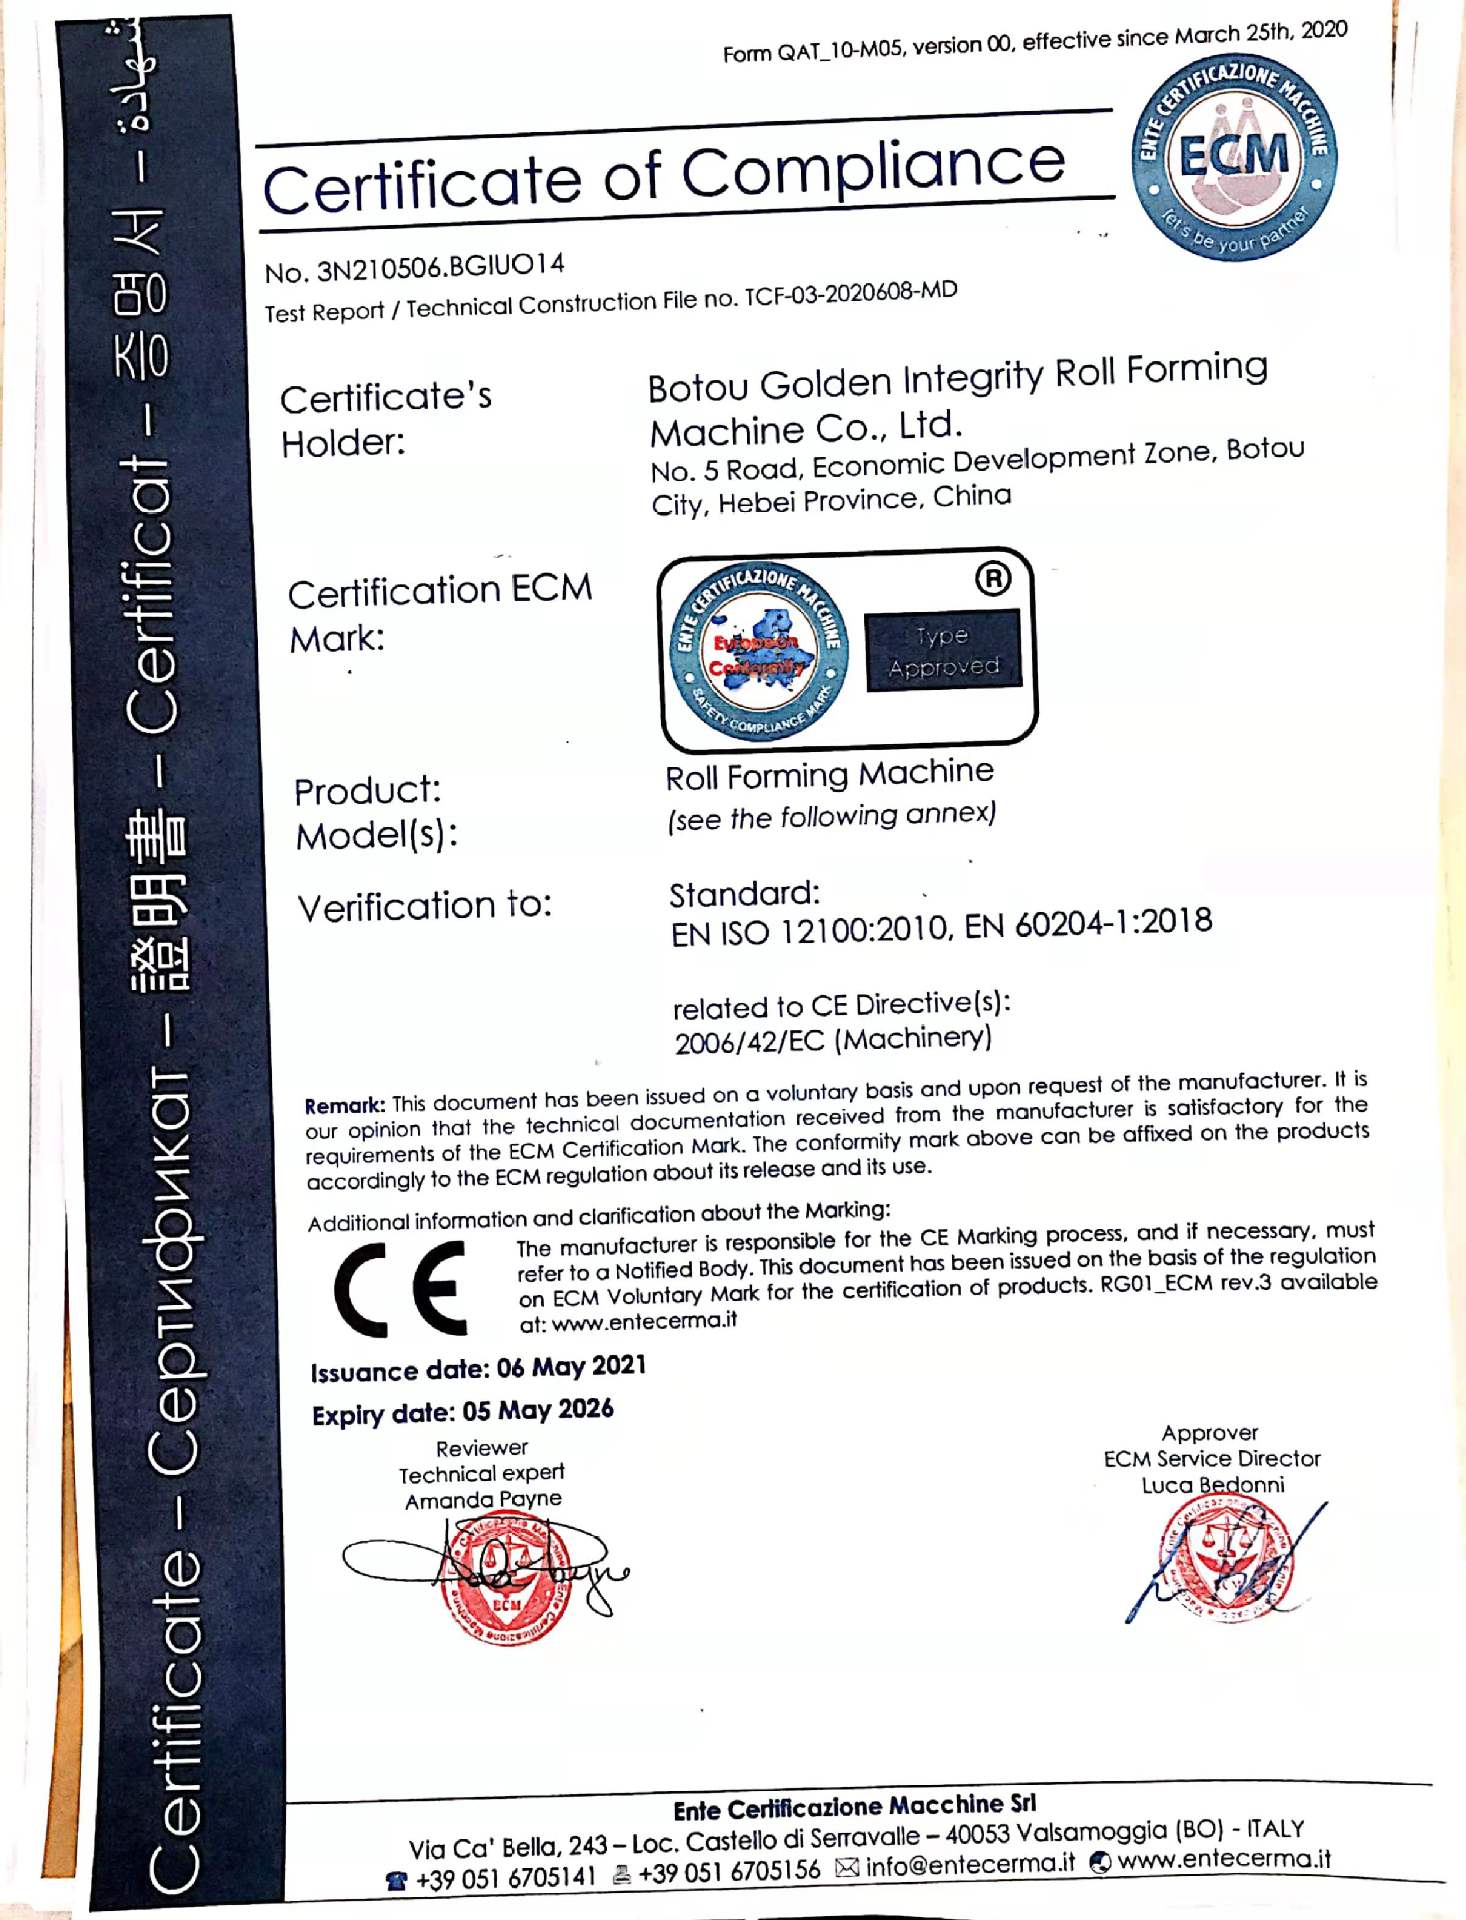 Form QAT_10-M05, version 00, effective since March 25th, 2020
ENTE CERTIFICAZIONE MACCHINE
ECM
let's be your partner
Certificate of Compliance
No. 3N210506.BGIUO14
Test Report / Technical Construction File no. TCF-03-2020608-MD
Certificate's
Holder:
Botou Golden Integrity Roll Forming
Machine Co., Ltd.
No. 5 Road, Economic Development Zone, Botou
City, Hebei Province, China
Certification ECM
Mark:
ENTE CERTIFICAZIONE MACCHINE
European
Conformity
SAFETY COMPLIANCE MARK
®
Type
Approved
Product:
Roll Forming Machine
Model(s):
(see the following annex)
Verification to:
Standard:
EN ISO 12100:2010, EN 60204-1:2018
related to CE Directive(s):
2006/42/EC (Machinery)
Remark: This document has been issued on a voluntary basis and upon request of the manufacturer. It is
our opinion that the technical documentation received from the manufacturer is satisfactory for the
requirements of the ECM Certification Mark. The conformity mark above can be affixed on the products
accordingly to the ECM regulation about its release and its use.
Additional information and clarification about the Marking:
CE
The manufacturer is responsible for the CE Marking process, and if necessary, must
refer to a Notified Body. This document has been issued on the basis of the regulation
on ECM Voluntary Mark for the certification of products. RG01_ECM rev.3 available
at: www.entecerma.it
Issuance date: 06 May 2021
Expiry date: 05 May 2026
Reviewer
Technical expert
Amanda Payne
ECM
Approver
ECM Service Director
Luca Bedonni
Ente Certificazione Macchine Srl
Via Ca' Bella, 243 – Loc. Castello di Serravalle – 40053 Valsamoggia (BO) - ITALY
+39 051 6705141 +39 051 6705156 info@entecerma.it www.entecerma.it
Certificate – Сертификат – 證明書 – Certificat – 증명서 – شهادة